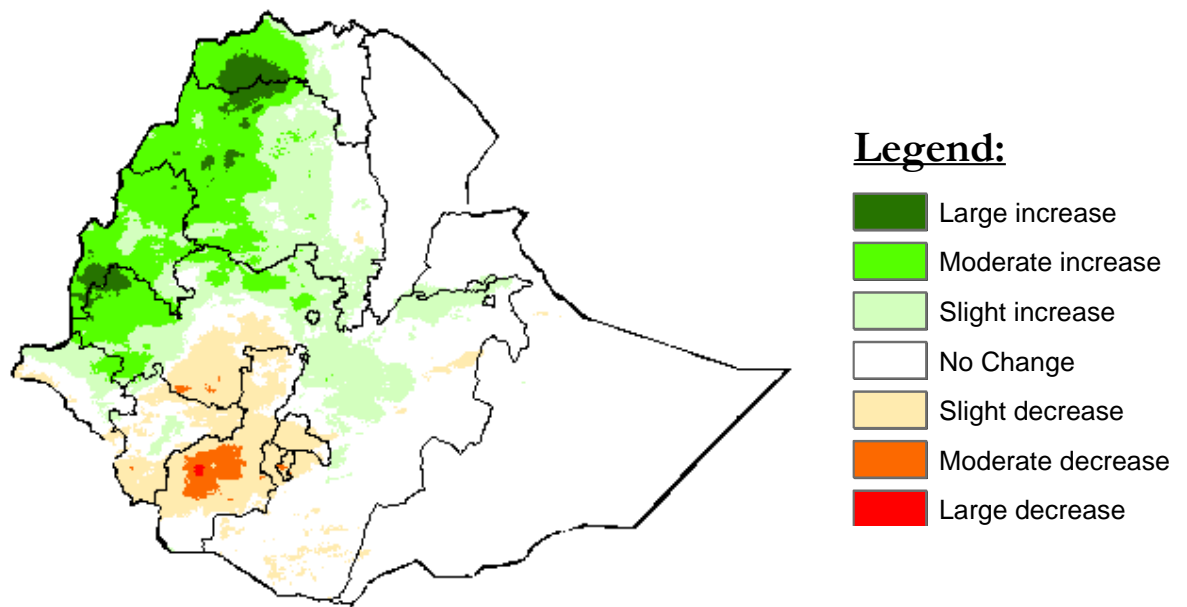 Legend:
Large increase
Moderate increase
Slight increase
No Change
Slight decrease
Moderate decrease
Large decrease